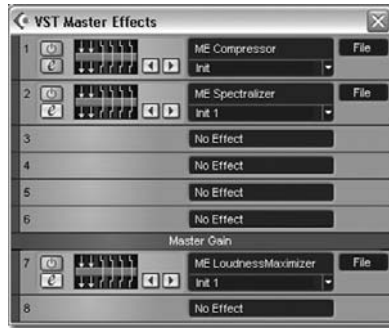 VST Master Effects
1 ME Compressor File
e Init
2 ME Spectralizer File
e Init 1
3 No Effect
4 No Effect
5 No Effect
6 No Effect
Master Gain
7 ME LoudnessMaximizer File
e Init 1
8 No Effect